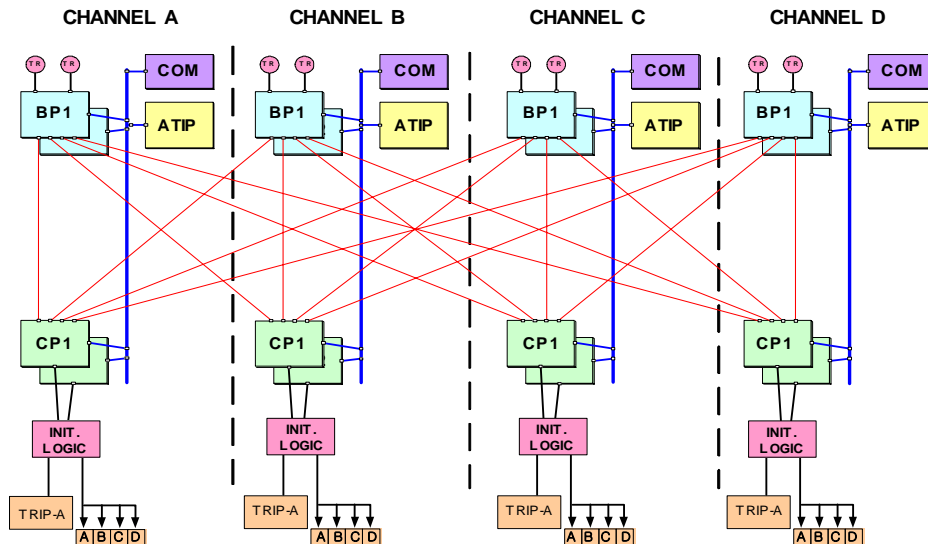 CHANNEL A CHANNEL B CHANNEL C CHANNEL D
TR TR TR TR TR TR TR TR
COM COM COM COM
BP1 BP1 BP1 BP1
ATIP ATIP ATIP ATIP
CP1 CP1 CP1 CP1
INIT. INIT. INIT. INIT.
LOGIC LOGIC LOGIC LOGIC
TRIP-A TRIP-A TRIP-A TRIP-A
A B C D A B C D A B C D A B C D